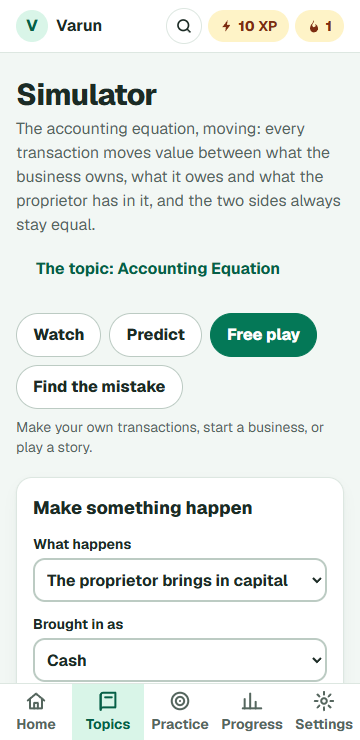 V Varun 10 XP 1
Simulator
The accounting equation, moving: every
transaction moves value between what the
business owns, what it owes and what the
proprietor has in it, and the two sides always
stay equal.
The topic: Accounting Equation
Watch Predict Free play
Find the mistake
Make your own transactions, start a business, or
play a story.
Make something happen
What happens
The proprietor brings in capital
Brought in as
Cash
Home Topics Practice Progress Settings